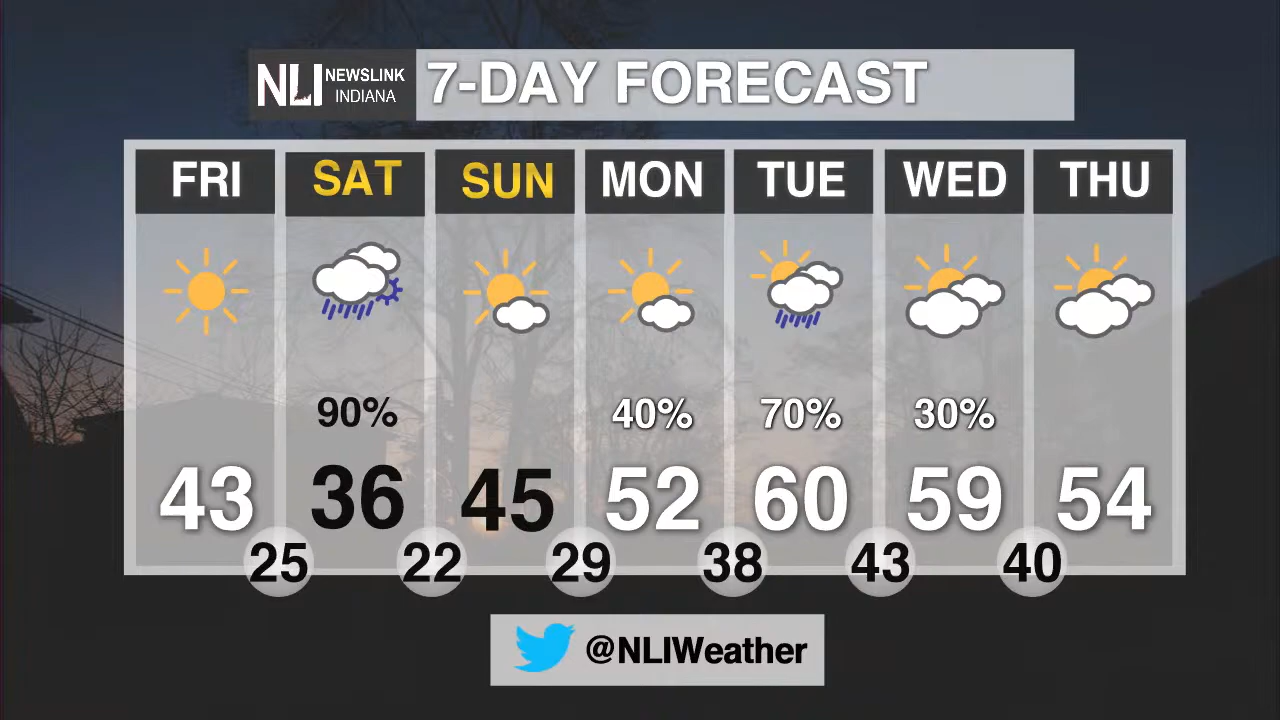 NLI NEWSLINK
INDIANA
7-DAY FORECAST
FRI SAT SUN MON TUE WED THU
90% 40% 70% 30%
43 36 45 52 60 59 54
25 22 29 38 43 40
@NLIWeather